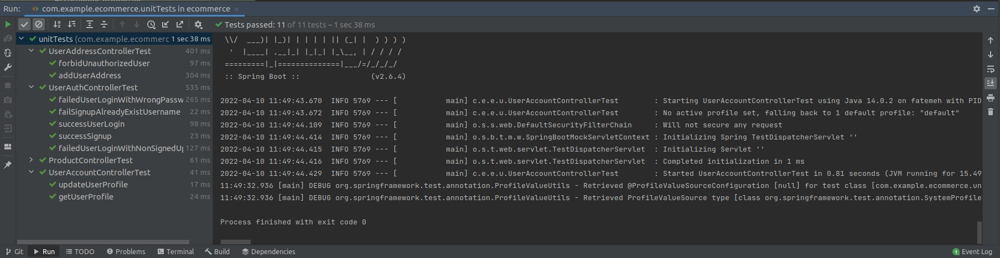 Run: com.example.ecommerce.unitTests in ecommerce
Tests passed: 11 of 11 tests – 1 sec 38 ms
unitTests (com.example.ecommerc 1 sec 38 ms
UserAddressControllerTest 401 ms
forbidUnauthorizedUser 97 ms
addUserAddress 304 ms
UserAuthControllerTest 535 ms
failedUserLoginWithWrongPassw 265 ms
failSignupAlreadyExistUsername 22 ms
successUserLogin 98 ms
successSignup 23 ms
failedUserLoginWithNonSignedU 127 ms
ProductControllerTest 61 ms
UserAccountControllerTest 41 ms
updateUserProfile 17 ms
getUserProfile 24 ms
\\/  ___)| |_)| | | | | || (_| |  ) ) ) )
'  |____| .__|_| |_|_| |_\__, | / / / /
=========|_|==============|___/=/_/_/_/
:: Spring Boot ::                (v2.6.4)
2022-04-10 11:49:43.670  INFO 5769 --- [           main] c.e.e.u.UserAccountControllerTest        : Starting UserAccountControllerTest using Java 14.0.2 on fatemeh with PID
2022-04-10 11:49:43.672  INFO 5769 --- [           main] c.e.e.u.UserAccountControllerTest        : No active profile set, falling back to 1 default profile: "default"
2022-04-10 11:49:44.109  INFO 5769 --- [           main] o.s.s.web.DefaultSecurityFilterChain     : Will not secure any request
2022-04-10 11:49:44.414  INFO 5769 --- [           main] o.s.b.t.m.w.SpringBootMockServletContext : Initializing Spring TestDispatcherServlet ''
2022-04-10 11:49:44.415  INFO 5769 --- [           main] o.s.t.web.servlet.TestDispatcherServlet  : Initializing Servlet ''
2022-04-10 11:49:44.416  INFO 5769 --- [           main] o.s.t.web.servlet.TestDispatcherServlet  : Completed initialization in 1 ms
2022-04-10 11:49:44.429  INFO 5769 --- [           main] c.e.e.u.UserAccountControllerTest        : Started UserAccountControllerTest in 0.81 seconds (JVM running for 15.49
11:49:32.936 [main] DEBUG org.springframework.test.annotation.ProfileValueUtils - Retrieved @ProfileValueSourceConfiguration [null] for test class [com.example.ecommerce.un
11:49:32.936 [main] DEBUG org.springframework.test.annotation.ProfileValueUtils - Retrieved ProfileValueSource type [class org.springframework.test.annotation.SystemProfile
Process finished with exit code 0
Git Run TODO Problems Terminal Build Dependencies 1 Event Log